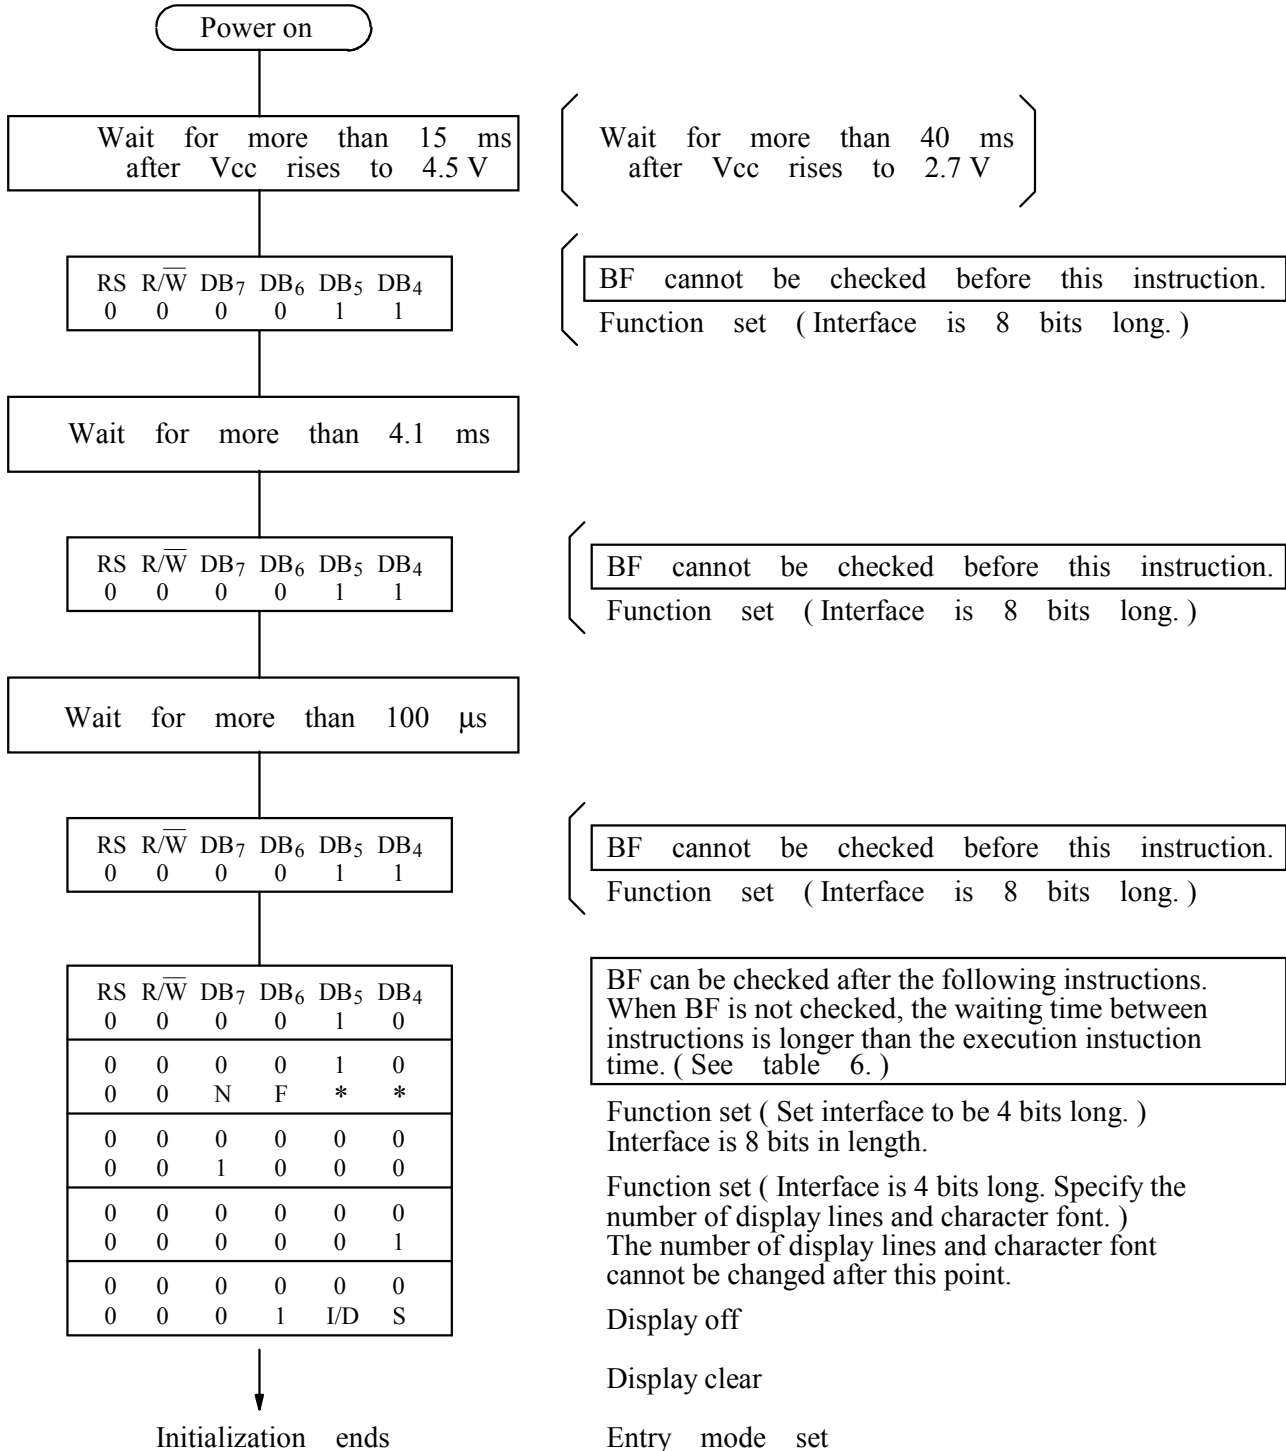 Power on
Wait for more than 15 ms
after Vcc rises to 4.5 V
Wait for more than 40 ms
after Vcc rises to 2.7 V
RS R/W̅ DB₇ DB₆ DB₅ DB₄
0 0 0 0 1 1
BF cannot be checked before this instruction.
Function set ( Interface is 8 bits long. )
Wait for more than 4.1 ms
RS R/W̅ DB₇ DB₆ DB₅ DB₄
0 0 0 0 1 1
BF cannot be checked before this instruction.
Function set ( Interface is 8 bits long. )
Wait for more than 100 μs
RS R/W̅ DB₇ DB₆ DB₅ DB₄
0 0 0 0 1 1
BF cannot be checked before this instruction.
Function set ( Interface is 8 bits long. )
RS R/W̅ DB₇ DB₆ DB₅ DB₄
0 0 0 0 1 0
0 0 0 0 1 0
0 0 N F * *
0 0 0 0 0 0
0 0 1 0 0 0
0 0 0 0 0 0
0 0 0 0 0 1
0 0 0 0 0 0
0 0 0 1 I/D S
Initialization ends
BF can be checked after the following instructions.
When BF is not checked, the waiting time between
instructions is longer than the execution instuction
time. ( See table 6. )
Function set ( Set interface to be 4 bits long. )
Interface is 8 bits in length.
Function set ( Interface is 4 bits long. Specify the
number of display lines and character font. )
The number of display lines and character font
cannot be changed after this point.
Display off
Display clear
Entry mode set